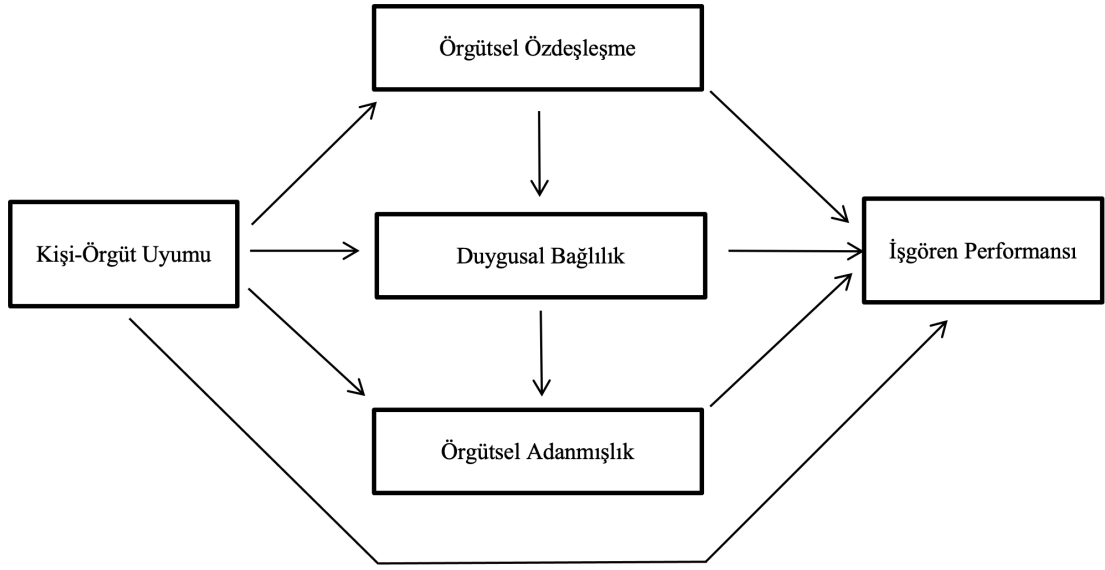 Örgütsel Özdeşleşme
Kişi-Örgüt Uyumu
Duygusal Bağlılık
İşgören Performansı
Örgütsel Adanmışlık